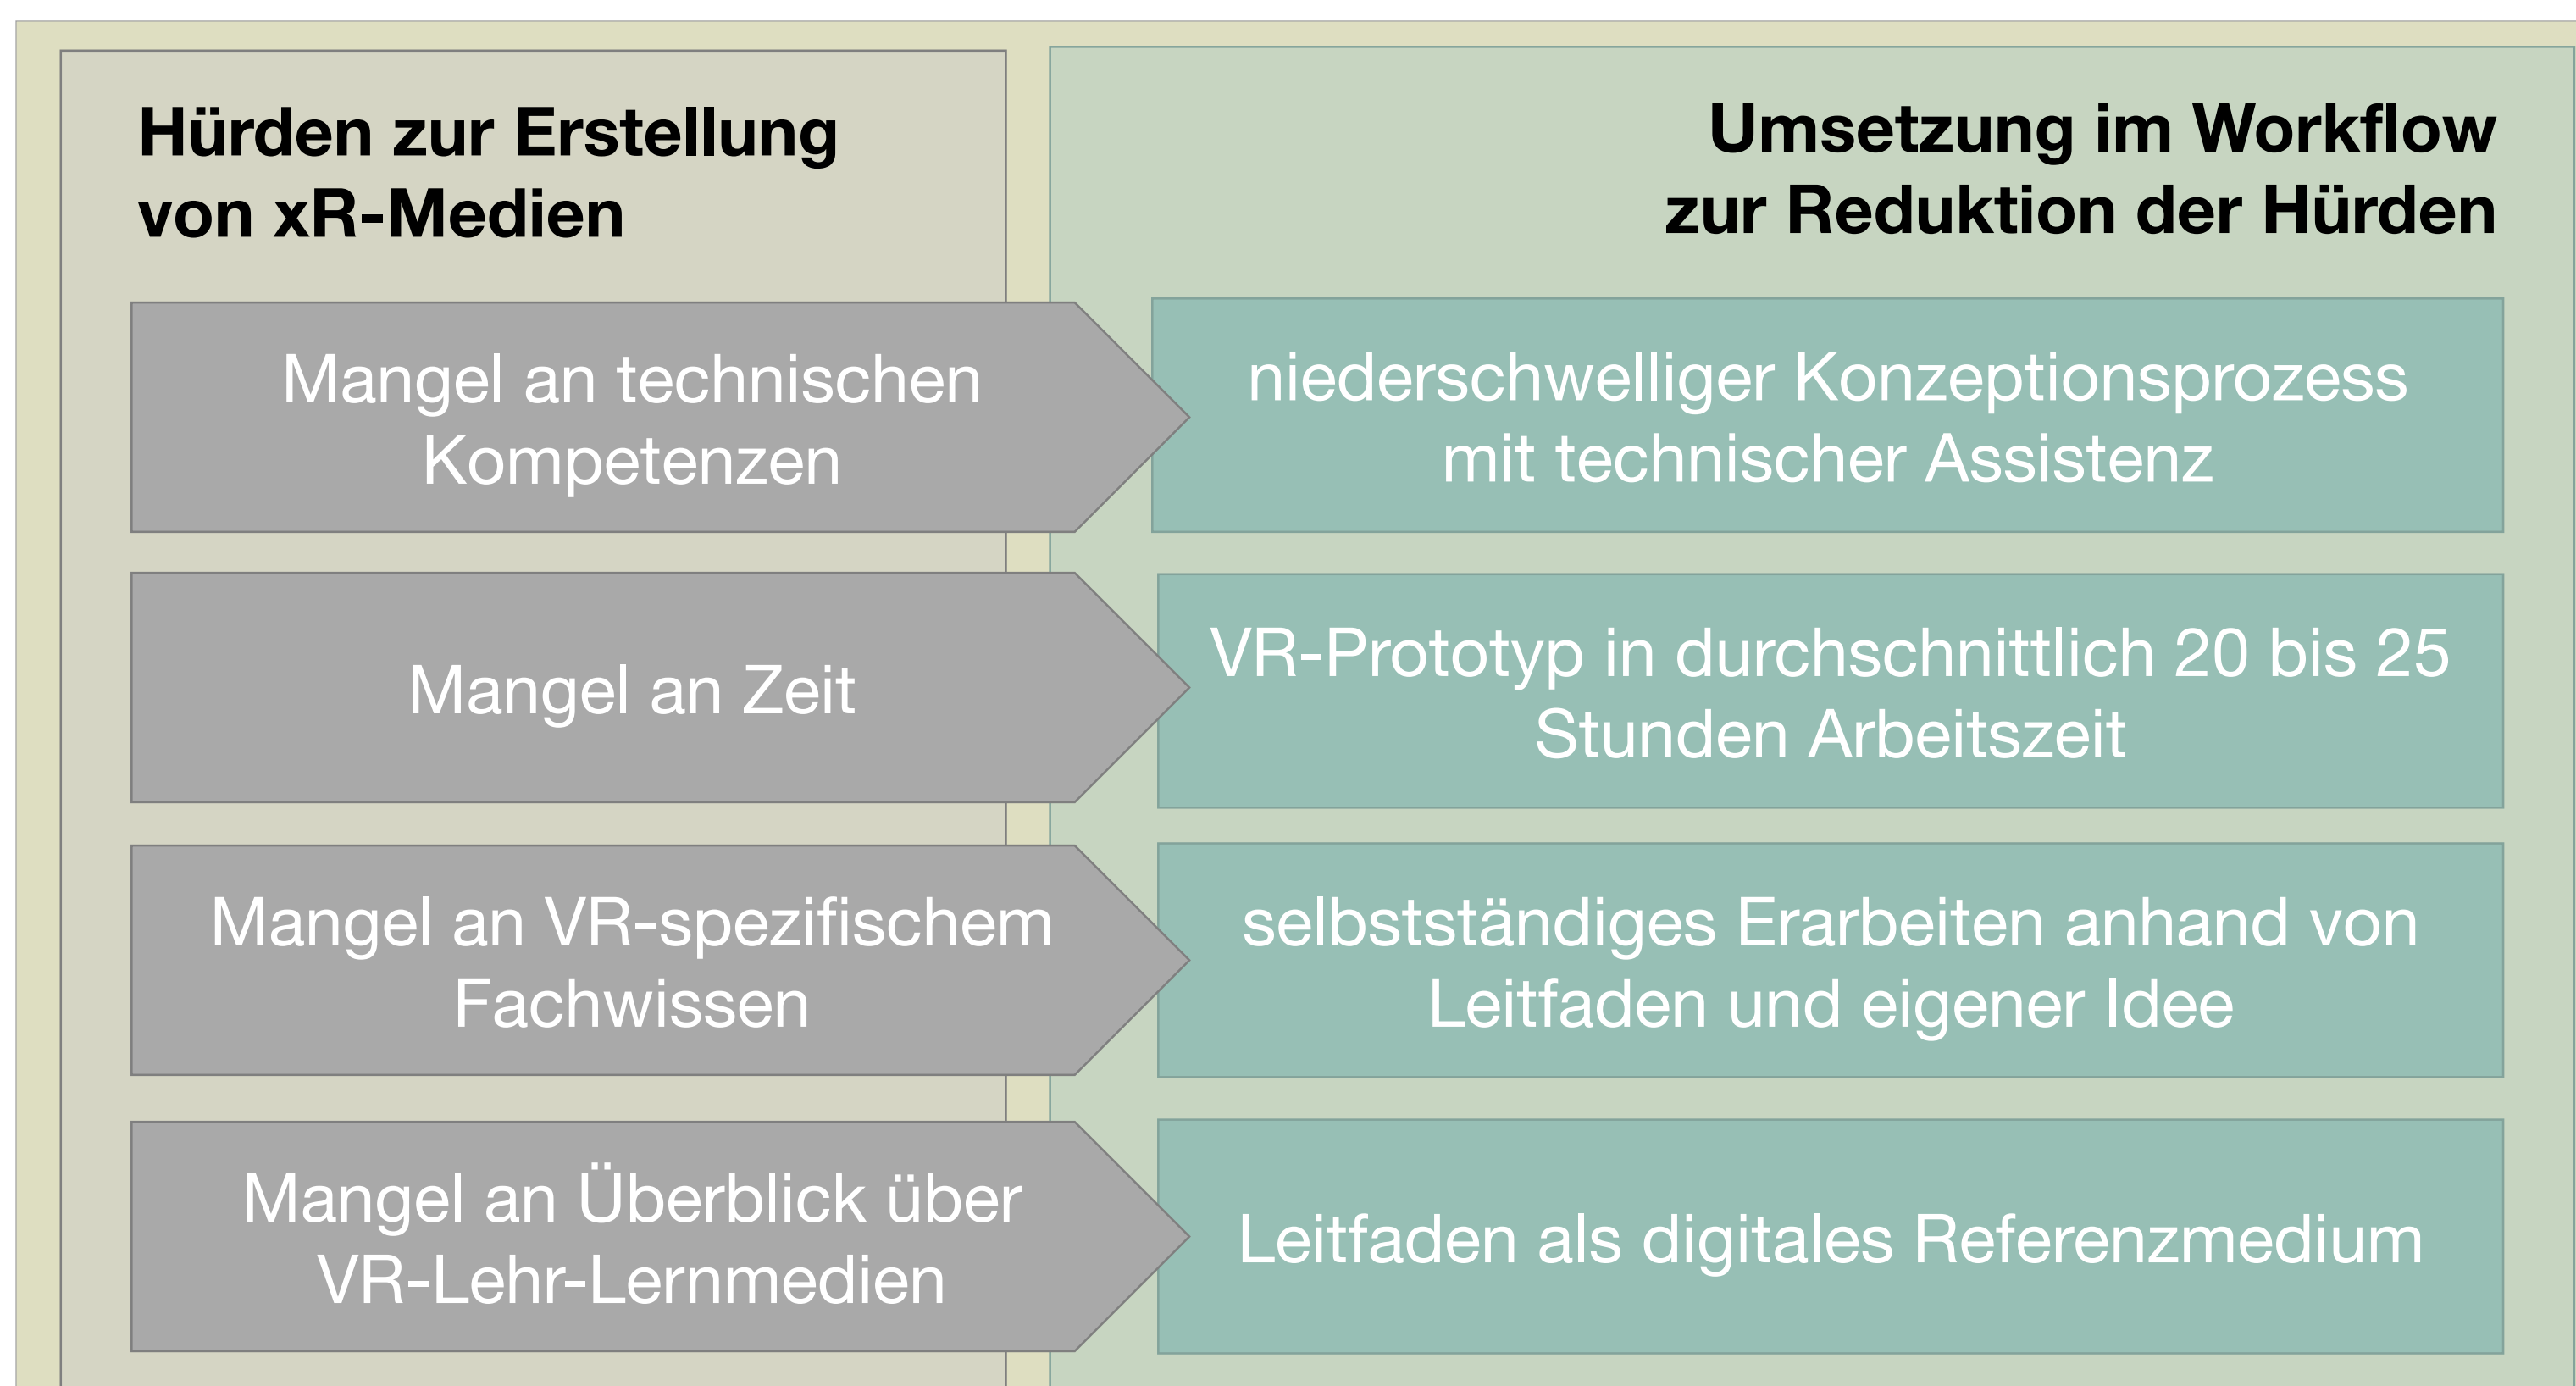 Hürden zur Erstellung
von xR-Medien
Umsetzung im Workflow
zur Reduktion der Hürden
Mangel an technischen
Kompetenzen
niederschwelliger Konzeptionsprozess
mit technischer Assistenz
Mangel an Zeit
VR-Prototyp in durchschnittlich 20 bis 25
Stunden Arbeitszeit
Mangel an VR-spezifischem
Fachwissen
selbstständiges Erarbeiten anhand von
Leitfaden und eigener Idee
Mangel an Überblick über
VR-Lehr-Lernmedien
Leitfaden als digitales Referenzmedium